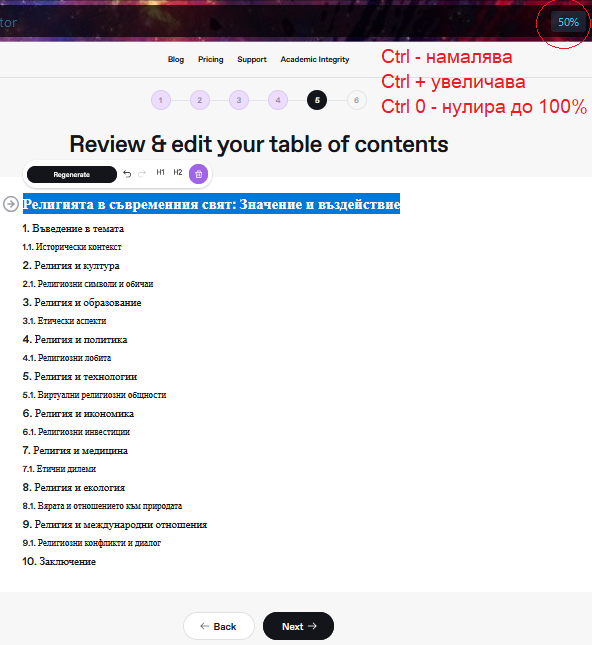 tor
50%
Ctrl - намалява
Ctrl + увеличава
Ctrl 0 - нулира до 100%
Blog Pricing Support Academic Integrity
1 2 3 4 5 6
Review & edit your table of contents
Regenerate H1 H2
Религията в съвременния свят: Значение и въздействие
1. Въведение в темата
1.1. Исторически контекст
2. Религия и култура
2.1. Религиозни символи и обичаи
3. Религия и образование
3.1. Етически аспекти
4. Религия и политика
4.1. Религиозни лобита
5. Религия и технологии
5.1. Виртуални религиозни общности
6. Религия и икономика
6.1. Религиозни инвестиции
7. Религия и медицина
7.1. Етични дилеми
8. Религия и екология
8.1. Вярата и отношението към природата
9. Религия и международни отношения
9.1. Религиозни конфликти и диалог
10. Заключение
Back Next